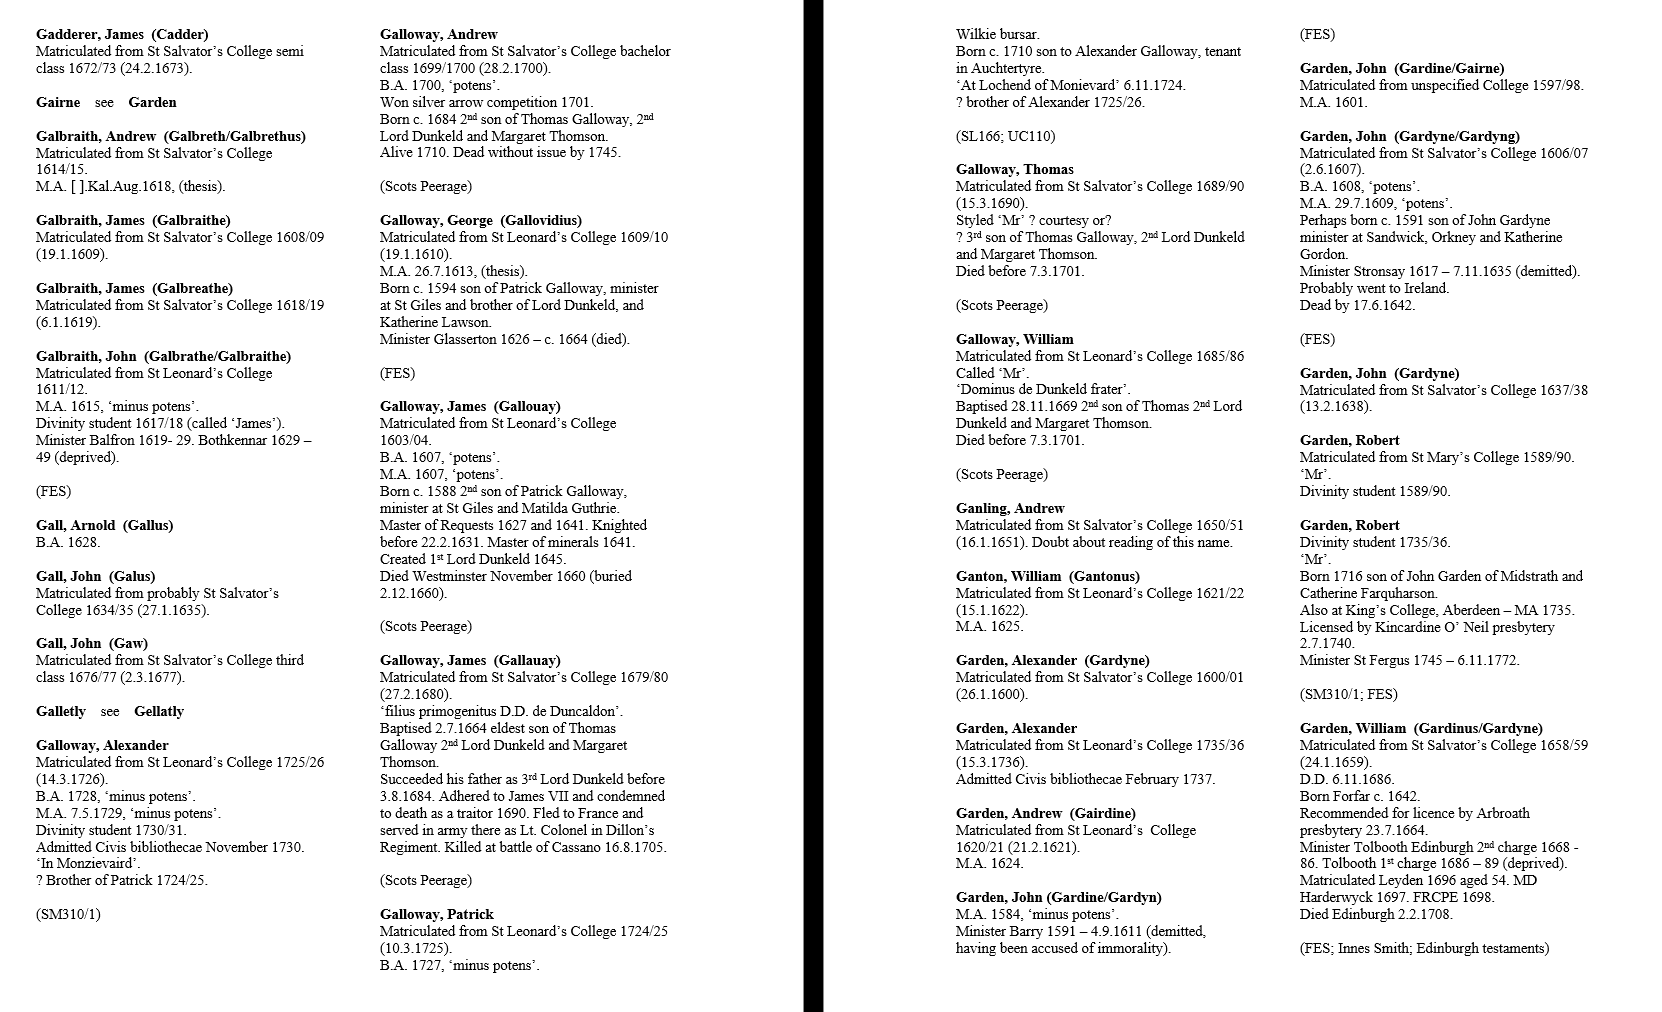 Gadderer, James (Cadder)
Matriculated from St Salvator’s College semi
class 1672/73 (24.2.1673).
Gairne see Garden
Galbraith, Andrew (Galbreth/Galbrethus)
Matriculated from St Salvator’s College
1614/15.
M.A. [ ].Kal.Aug.1618, (thesis).
Galbraith, James (Galbraithe)
Matriculated from St Salvator’s College 1608/09
(19.1.1609).
Galbraith, James (Galbreathe)
Matriculated from St Salvator’s College 1618/19
(6.1.1619).
Galbraith, John (Galbrathe/Galbraithe)
Matriculated from St Leonard’s College
1611/12.
M.A. 1615, ‘minus potens’.
Divinity student 1617/18 (called ‘James’).
Minister Balfron 1619- 29. Bothkennar 1629 –
49 (deprived).
(FES)
Gall, Arnold (Gallus)
B.A. 1628.
Gall, John (Galus)
Matriculated from probably St Salvator’s
College 1634/35 (27.1.1635).
Gall, John (Gaw)
Matriculated from St Salvator’s College third
class 1676/77 (2.3.1677).
Galletly see Gellatly
Galloway, Alexander
Matriculated from St Leonard’s College 1725/26
(14.3.1726).
B.A. 1728, ‘minus potens’.
M.A. 7.5.1729, ‘minus potens’.
Divinity student 1730/31.
Admitted Civis bibliothecae November 1730.
‘In Monzievaird’.
? Brother of Patrick 1724/25.
(SM310/1)
Galloway, Andrew
Matriculated from St Salvator’s College bachelor
class 1699/1700 (28.2.1700).
B.A. 1700, ‘potens’.
Won silver arrow competition 1701.
Born c. 1684 2nd son of Thomas Galloway, 2nd
Lord Dunkeld and Margaret Thomson.
Alive 1710. Dead without issue by 1745.
(Scots Peerage)
Galloway, George (Gallovidius)
Matriculated from St Leonard’s College 1609/10
(19.1.1610).
M.A. 26.7.1613, (thesis).
Born c. 1594 son of Patrick Galloway, minister
at St Giles and brother of Lord Dunkeld, and
Katherine Lawson.
Minister Glasserton 1626 – c. 1664 (died).
(FES)
Galloway, James (Gallouay)
Matriculated from St Leonard’s College
1603/04.
B.A. 1607, ‘potens’.
M.A. 1607, ‘potens’.
Born c. 1588 2nd son of Patrick Galloway,
minister at St Giles and Matilda Guthrie.
Master of Requests 1627 and 1641. Knighted
before 22.2.1631. Master of minerals 1641.
Created 1st Lord Dunkeld 1645.
Died Westminster November 1660 (buried
2.12.1660).
(Scots Peerage)
Galloway, James (Gallauay)
Matriculated from St Salvator’s College 1679/80
(27.2.1680).
‘filius primogenitus D.D. de Duncaldon’.
Baptised 2.7.1664 eldest son of Thomas
Galloway 2nd Lord Dunkeld and Margaret
Thomson.
Succeeded his father as 3rd Lord Dunkeld before
3.8.1684. Adhered to James VII and condemned
to death as a traitor 1690. Fled to France and
served in army there as Lt. Colonel in Dillon’s
Regiment. Killed at battle of Cassano 16.8.1705.
(Scots Peerage)
Galloway, Patrick
Matriculated from St Leonard’s College 1724/25
(10.3.1725).
B.A. 1727, ‘minus potens’.
Wilkie bursar.
Born c. 1710 son to Alexander Galloway, tenant
in Auchtertyre.
‘At Lochend of Monievard’ 6.11.1724.
? brother of Alexander 1725/26.
(SL166; UC110)
Galloway, Thomas
Matriculated from St Salvator’s College 1689/90
(15.3.1690).
Styled ‘Mr’ ? courtesy or?
? 3rd son of Thomas Galloway, 2nd Lord Dunkeld
and Margaret Thomson.
Died before 7.3.1701.
(Scots Peerage)
Galloway, William
Matriculated from St Leonard’s College 1685/86
Called ‘Mr’.
‘Dominus de Dunkeld frater’.
Baptised 28.11.1669 2nd son of Thomas 2nd Lord
Dunkeld and Margaret Thomson.
Died before 7.3.1701.
(Scots Peerage)
Ganling, Andrew
Matriculated from St Salvator’s College 1650/51
(16.1.1651). Doubt about reading of this name.
Ganton, William (Gantonus)
Matriculated from St Leonard’s College 1621/22
(15.1.1622).
M.A. 1625.
Garden, Alexander (Gardyne)
Matriculated from St Salvator’s College 1600/01
(26.1.1600).
Garden, Alexander
Matriculated from St Leonard’s College 1735/36
(15.3.1736).
Admitted Civis bibliothecae February 1737.
Garden, Andrew (Gairdine)
Matriculated from St Leonard’s College
1620/21 (21.2.1621).
M.A. 1624.
Garden, John (Gardine/Gardyn)
M.A. 1584, ‘minus potens’.
Minister Barry 1591 – 4.9.1611 (demitted,
having been accused of immorality).
(FES)
Garden, John (Gardine/Gairne)
Matriculated from unspecified College 1597/98.
M.A. 1601.
Garden, John (Gardyne/Gardyng)
Matriculated from St Salvator’s College 1606/07
(2.6.1607).
B.A. 1608, ‘potens’.
M.A. 29.7.1609, ‘potens’.
Perhaps born c. 1591 son of John Gardyne
minister at Sandwick, Orkney and Katherine
Gordon.
Minister Stronsay 1617 – 7.11.1635 (demitted).
Probably went to Ireland.
Dead by 17.6.1642.
(FES)
Garden, John (Gardyne)
Matriculated from St Salvator’s College 1637/38
(13.2.1638).
Garden, Robert
Matriculated from St Mary’s College 1589/90.
‘Mr’.
Divinity student 1589/90.
Garden, Robert
Divinity student 1735/36.
‘Mr’.
Born 1716 son of John Garden of Midstrath and
Catherine Farquharson.
Also at King’s College, Aberdeen – MA 1735.
Licensed by Kincardine O’ Neil presbytery
2.7.1740.
Minister St Fergus 1745 – 6.11.1772.
(SM310/1; FES)
Garden, William (Gardinus/Gardyne)
Matriculated from St Salvator’s College 1658/59
(24.1.1659).
D.D. 6.11.1686.
Born Forfar c. 1642.
Recommended for licence by Arbroath
presbytery 23.7.1664.
Minister Tolbooth Edinburgh 2nd charge 1668 -
86. Tolbooth 1st charge 1686 – 89 (deprived).
Matriculated Leyden 1696 aged 54. MD
Harderwyck 1697. FRCPE 1698.
Died Edinburgh 2.2.1708.
(FES; Innes Smith; Edinburgh testaments)